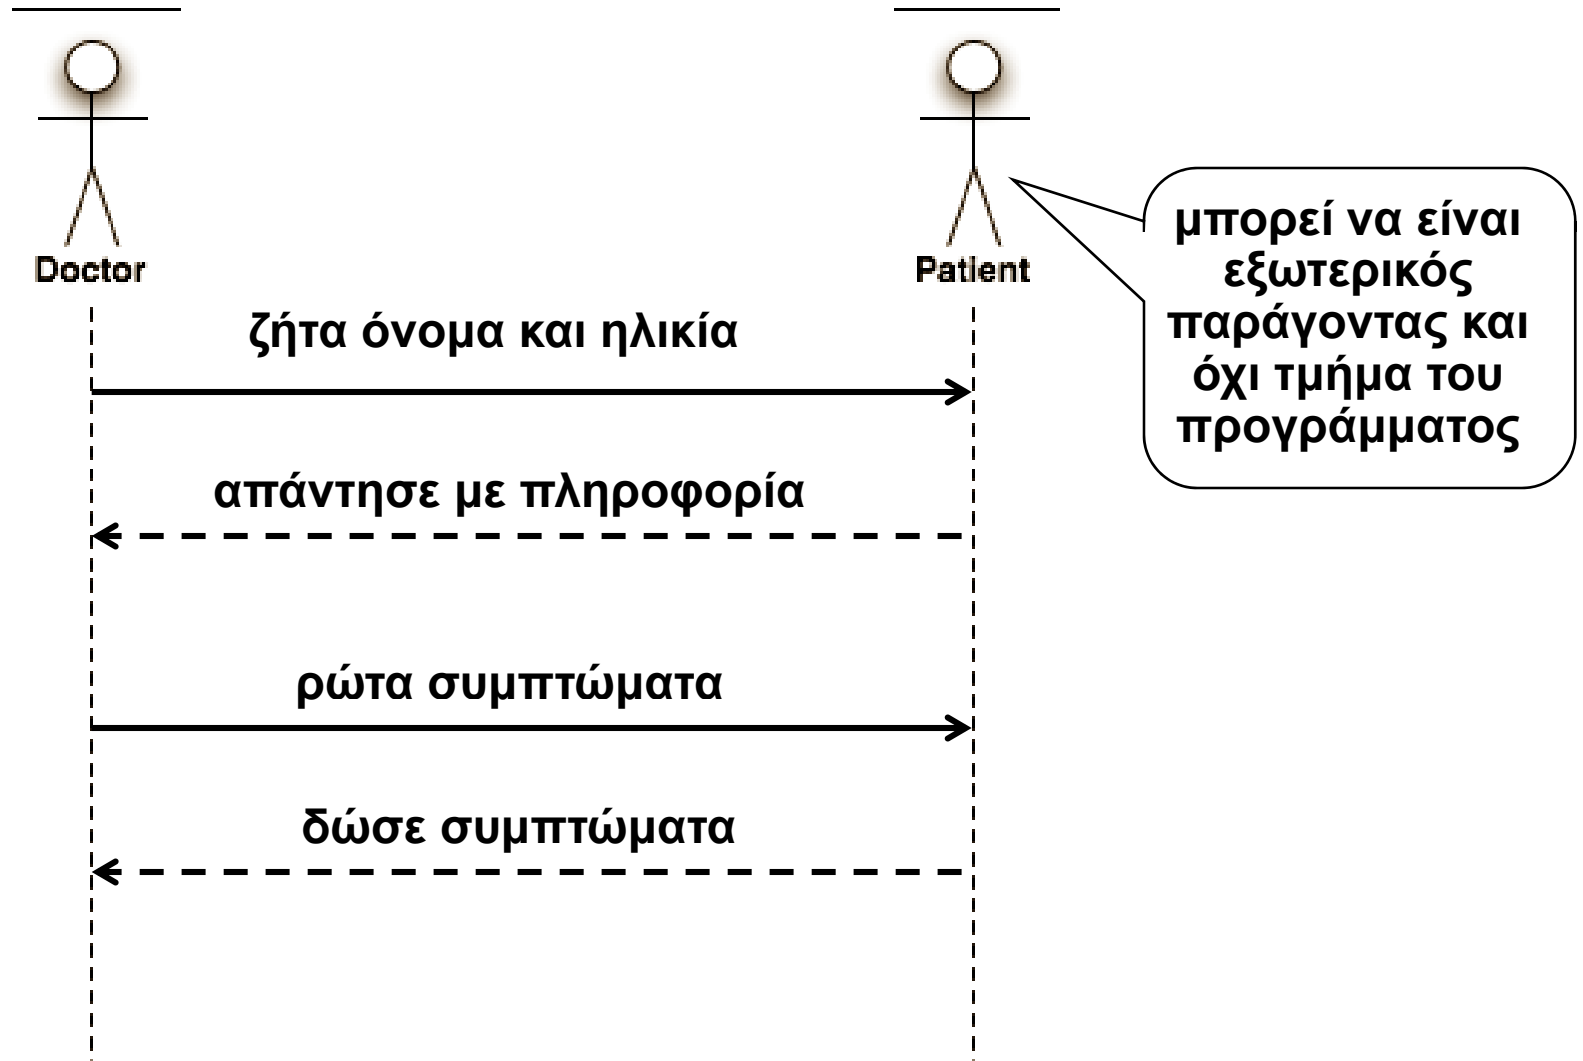 Doctor
Patient
μπορεί να είναι
εξωτερικός
παράγοντας και
όχι τμήμα του
προγράμματος
ζήτα όνομα και ηλικία
απάντησε με πληροφορία
ρώτα συμπτώματα
δώσε συμπτώματα